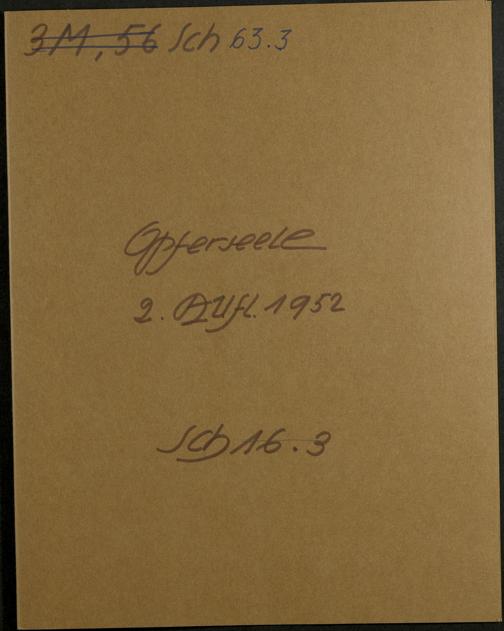 3M, 56 Sch 63.3
Opferseele
2. Aufl. 1952
Sch 16.3